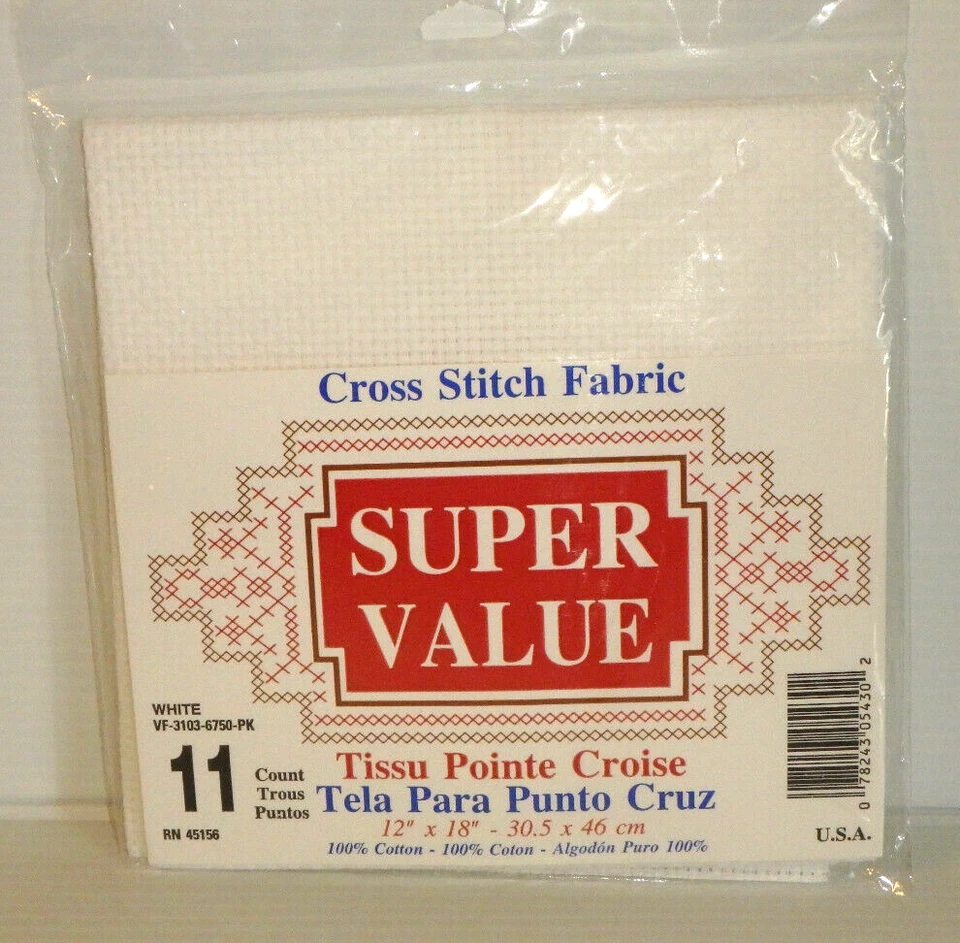 Cross Stitch Fabric
SUPER
VALUE
WHITE
VF-3103-6750-PK
11
Count
Trous
Puntos
RN 45156
Tissu Pointe Croise
Tela Para Punto Cruz
12" x 18" - 30.5 x 46 cm
100% Cotton - 100% Coton - Algodón Puro 100%
0 78243 05430 2
U.S.A.